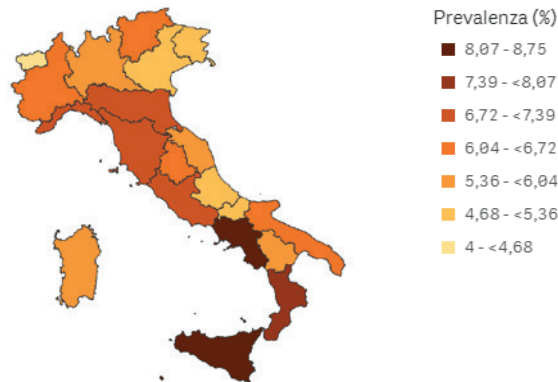 Prevalenza (%)
8,07 - 8,75
7,39 - <8,07
6,72 - <7,39
6,04 - <6,72
5,36 - <6,04
4,68 - <5,36
4 - <4,68